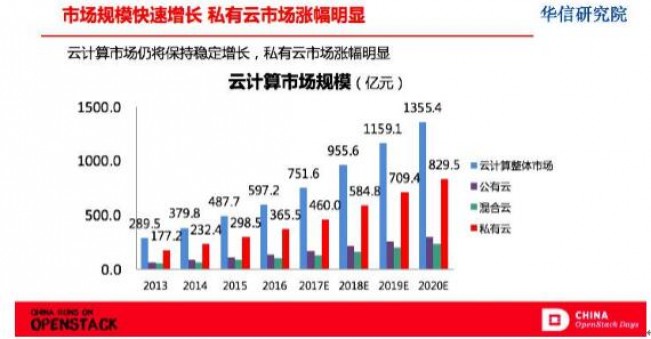 市场规模快速增长 私有云市场涨幅明显
华信研究院
云计算市场仍将保持稳定增长，私有云市场涨幅明显
云计算市场规模（亿元）
1500.0
1000.0
500.0
0.0
289.5
177.2
379.8
232.4
487.7
298.5
597.2
365.5
751.6
460.0
955.6
584.8
1159.1
709.4
1355.4
829.5
2013 2014 2015 2016 2017E 2018E 2019E 2020E
云计算整体市场
公有云
混合云
私有云
CHINA RUNS ON
OPENSTACK
CHINA
OpenStack Days